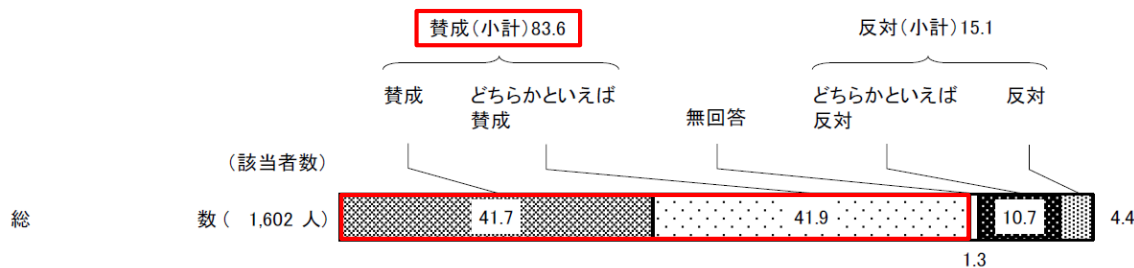 賛成(小計)83.6
反対(小計)15.1
賛成
どちらかといえば
賛成
無回答
どちらかといえば
反対
反対
(該当者数)
総 数( 1,602 人)
41.7
41.9
1.3
10.7
4.4